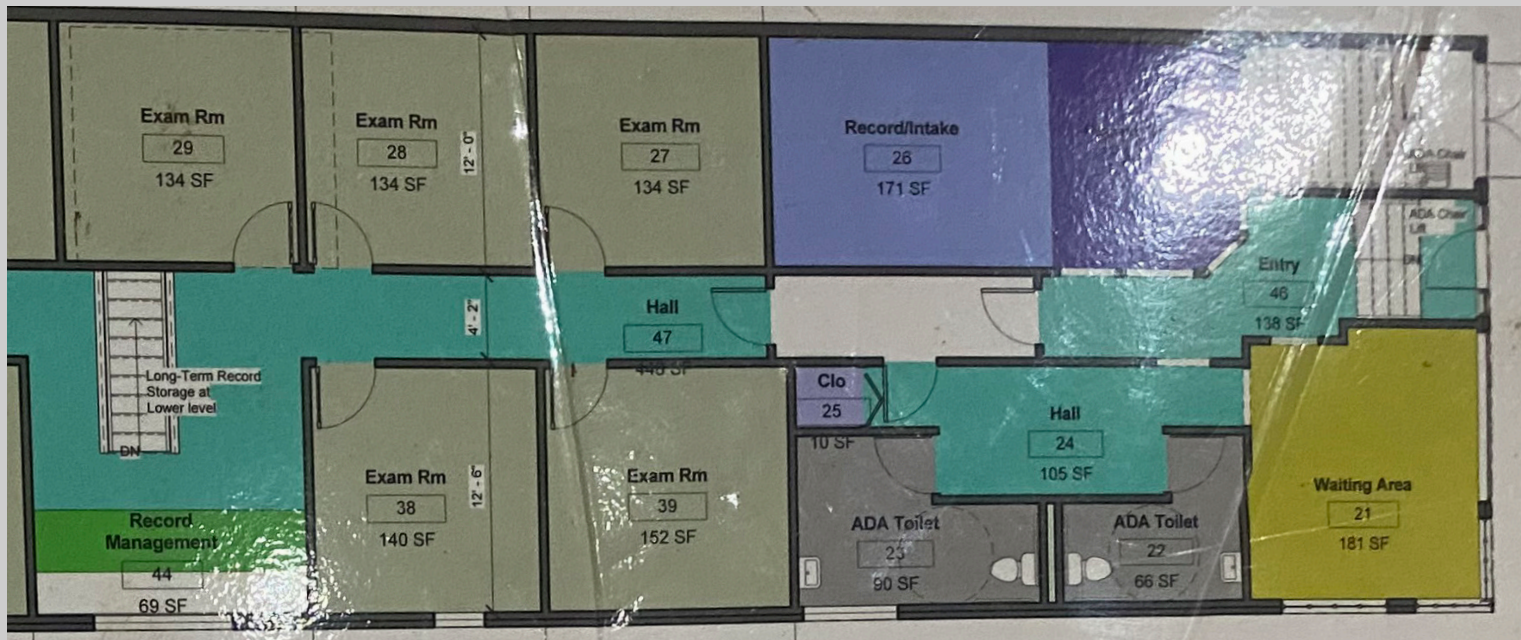 Exam Rm
29
134 SF
Exam Rm
28
134 SF
12' - 0"
Exam Rm
27
134 SF
Record/Intake
26
171 SF
ADA Chair
ADA Chair
Lift
DN
Entry
46
138 SF
4' - 2"
Hall
47
448 SF
Long-Term Record
Storage at
Lower level
DN
Clo
25
10 SF
Hall
24
105 SF
Record
Management
44
69 SF
Exam Rm
38
140 SF
12' - 6"
Exam Rm
39
152 SF
ADA Toilet
23
90 SF
ADA Toilet
22
66 SF
Waiting Area
21
181 SF